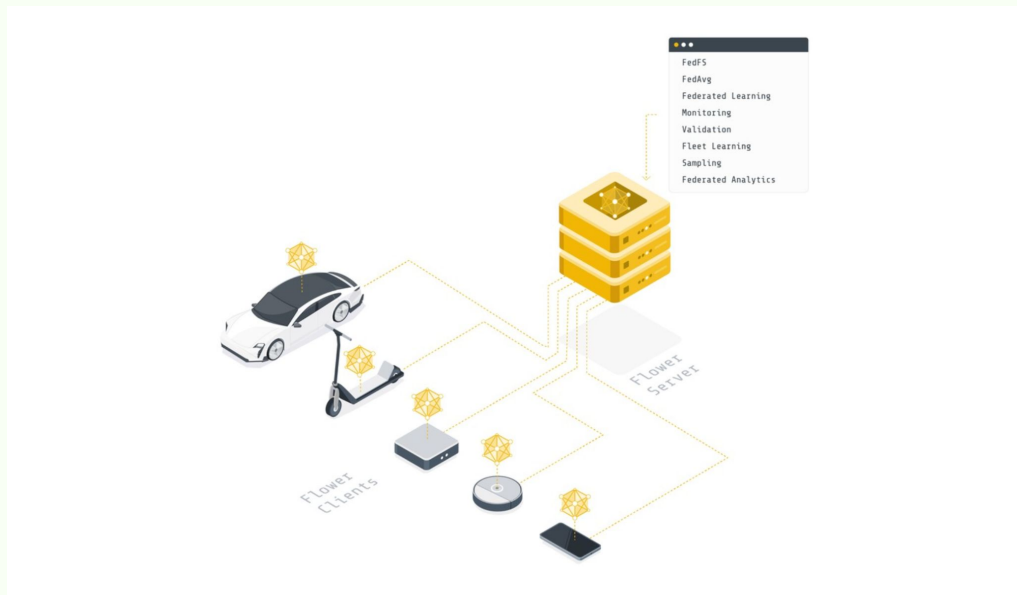 FedFS
FedAvg
Federated Learning
Monitoring
Validation
Fleet Learning
Sampling
Federated Analytics
Flower
Server
Flower
Clients